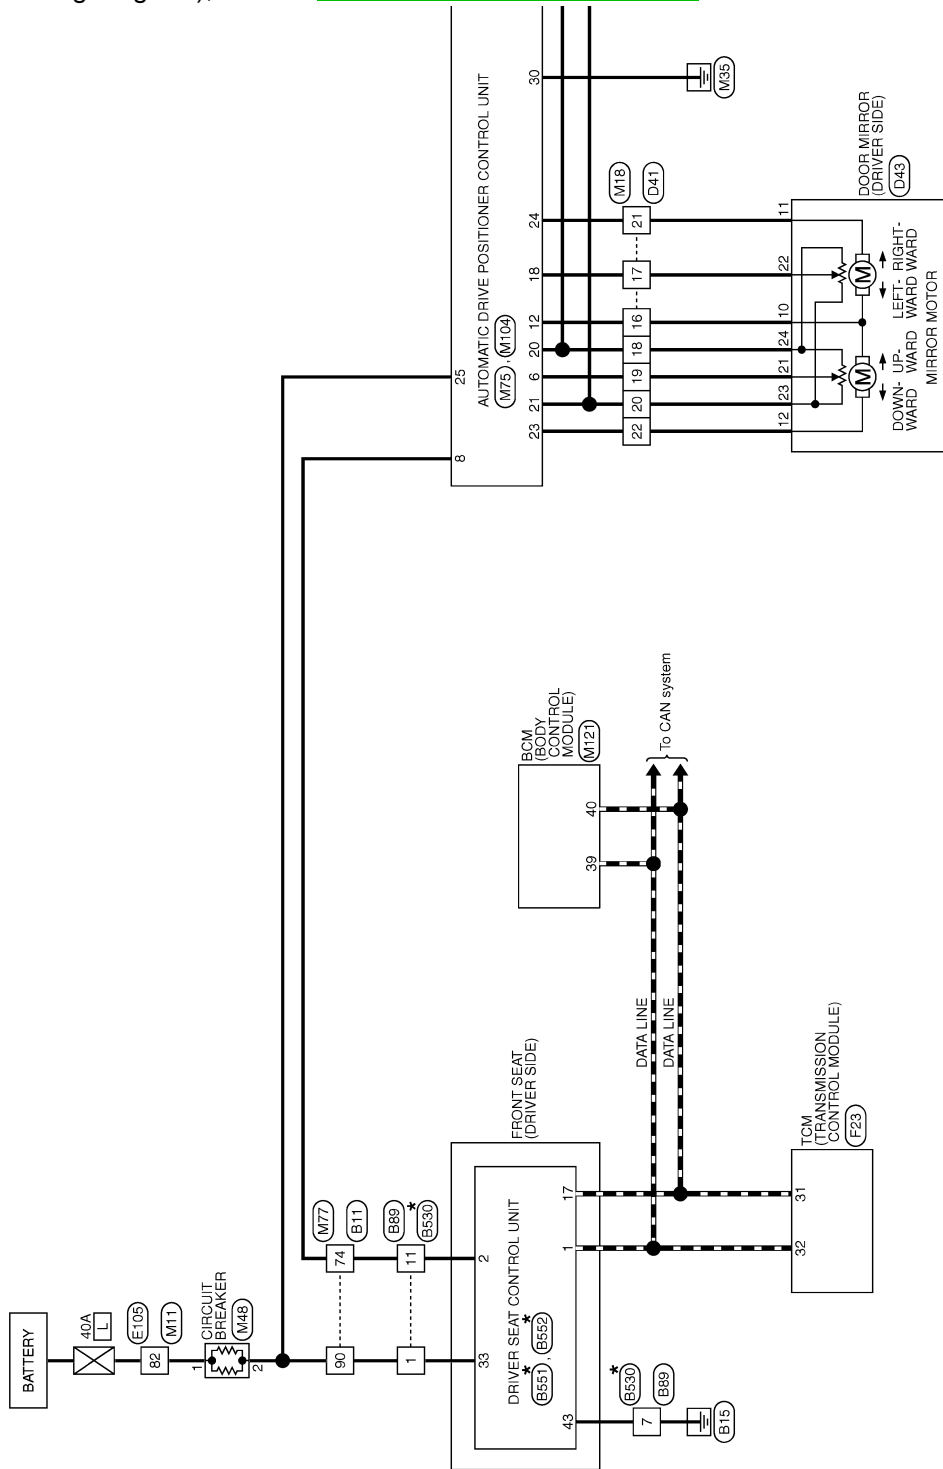 BATTERY
40A
L
E105
82
M11
CIRCUIT
BREAKER
M48
1
2
M77
74
B11
B89
*
B530
11
90
1
33
2
FRONT SEAT
(DRIVER SIDE)
DRIVER SEAT CONTROL UNIT
*
B551 ,
*
B552
43
1
17
*
B530
B89
7
B15
TCM
(TRANSMISSION
CONTROL MODULE)
F23
32
31
DATA LINE
DATA LINE
BCM
(BODY
CONTROL
MODULE)
M121
39
40
To CAN system
8
25
AUTOMATIC DRIVE POSITIONER CONTROL UNIT
M75 , M104
23
21
6
20
12
18
24
30
M35
M18
D41
22
20
19
18
16
17
21
12
23
21
24
10
22
11
DOOR MIRROR
(DRIVER SIDE)
D43
M
M
DOWN-
WARD
UP-
WARD
LEFT-
WARD
RIGHT-
WARD
MIRROR MOTOR